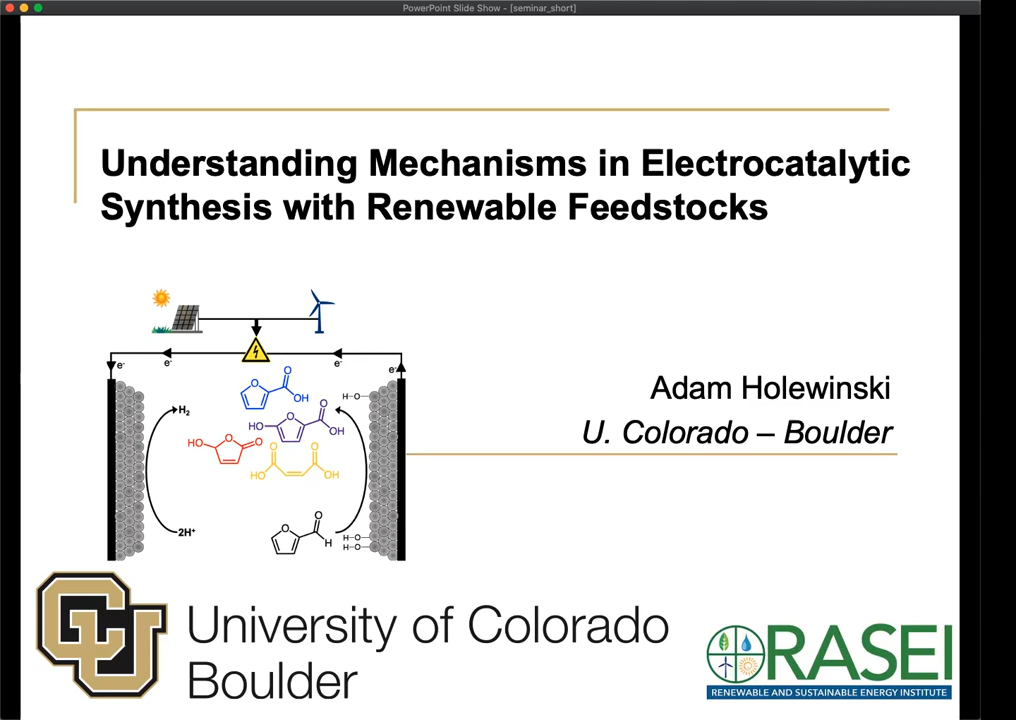 PowerPoint Slide Show - [seminar_short]
Understanding Mechanisms in Electrocatalytic
Synthesis with Renewable Feedstocks
e-
e-
e-
e-
O
O
OH
H-O
H₂
HO
O
O
OH
HO
O
O
O
O
HO
OH
2H⁺
O
O
H
H-O
H-O
Adam Holewinski
U. Colorado – Boulder
CU
University of Colorado
Boulder
RASEI
RENEWABLE AND SUSTAINABLE ENERGY INSTITUTE